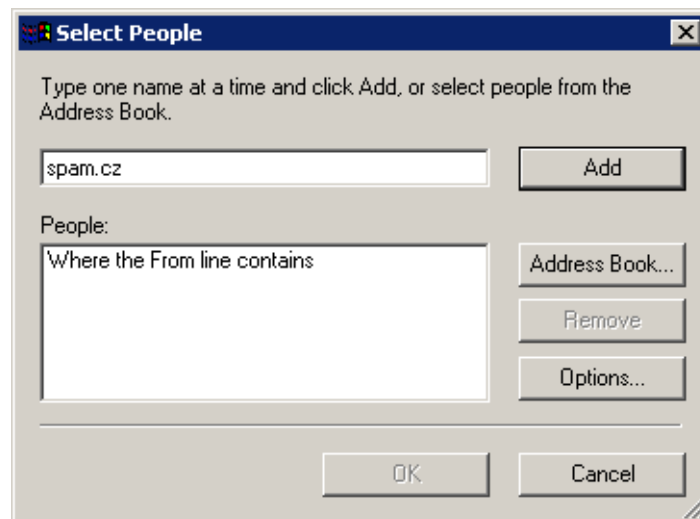 Select People
Type one name at a time and click Add, or select people from the
Address Book.
spam.cz
Add
People:
Where the From line contains
Address Book...
Remove
Options...
OK
Cancel